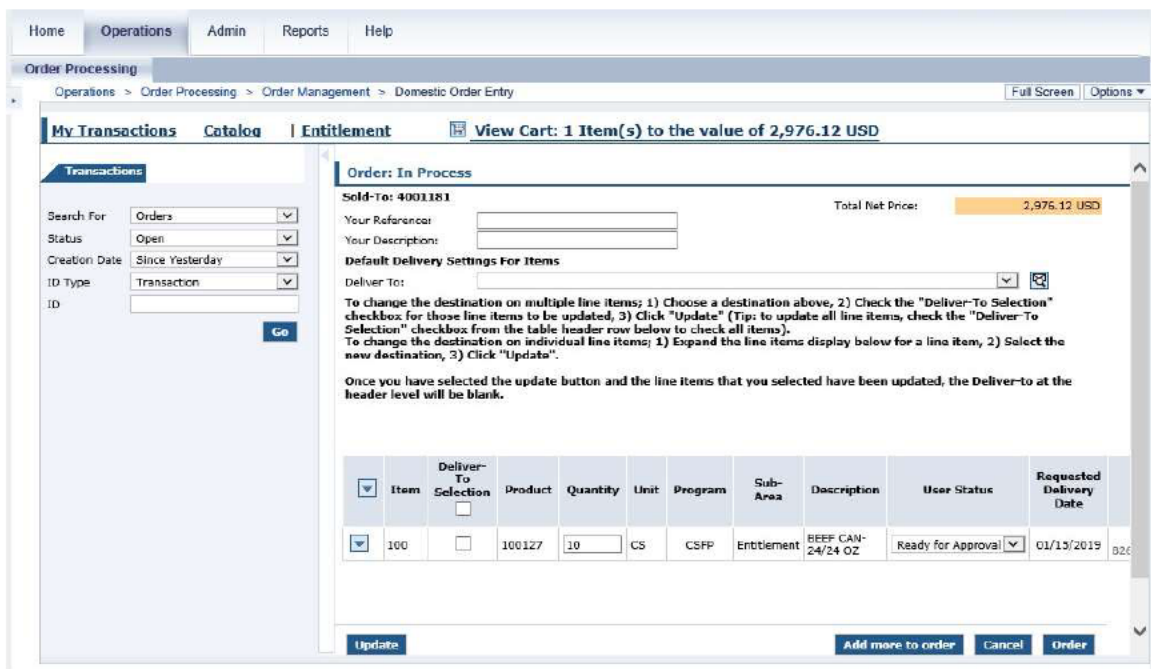 Home Operations Admin Reports Help
Order Processing
Operations > Order Processing > Order Management > Domestic Order Entry Full Screen Options
My Transactions Catalog | Entitlement View Cart: 1 Item(s) to the value of 2,976.12 USD
Transactions
Search For Orders
Status Open
Creation Date Since Yesterday
ID Type Transaction
ID
Go
Order: In Process
Sold-To: 4001181
Total Net Price: 2,976.12 USD
Your Reference:
Your Description:
Default Delivery Settings For Items
Deliver To:
To change the destination on multiple line items; 1) Choose a destination above, 2) Check the "Deliver-To Selection"
checkbox for those line items to be updated, 3) Click "Update" (Tip: to update all line items, check the "Deliver-To
Selection" checkbox from the table header row below to check all items).
To change the destination on individual line items; 1) Expand the line items display below for a line item, 2) Select the
new destination, 3) Click "Update".
Once you have selected the update button and the line items that you selected have been updated, the Deliver-to at the
header level will be blank.
Item Deliver-To Selection Product Quantity Unit Program Sub-Area Description User Status Requested Delivery Date
100 100127 10 CS CSFP Entitlement BEEF CAN-24/24 OZ Ready for Approval 01/15/2019
Update Add more to order Cancel Order